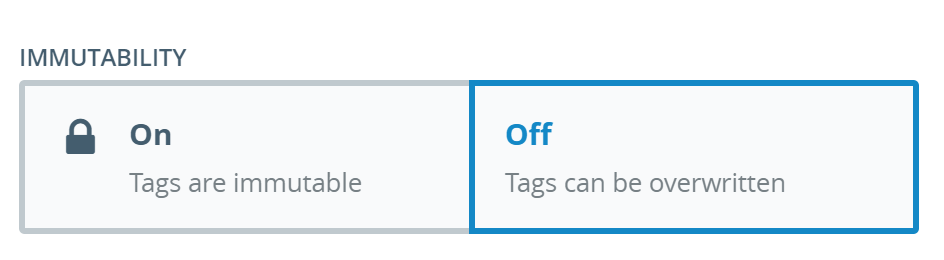 IMMUTABILITY
On
Tags are immutable
Off
Tags can be overwritten